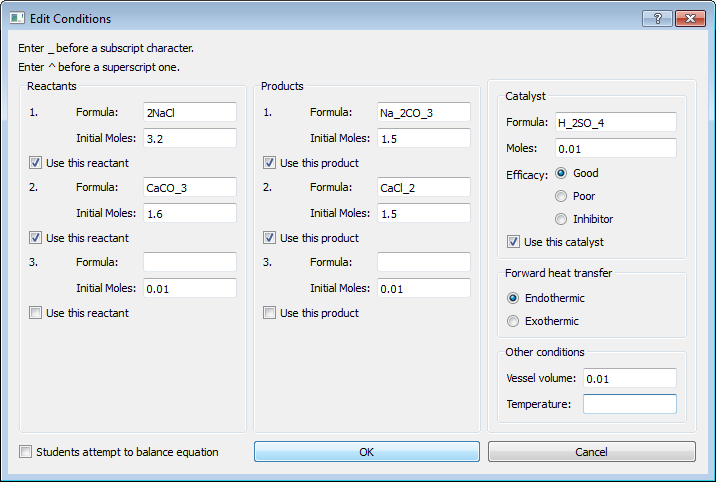 Edit Conditions
Enter _ before a subscript character.
Enter ^ before a superscript one.
Reactants
1. Formula: 2NaCl
Initial Moles: 3.2
Use this reactant
2. Formula: CaCO_3
Initial Moles: 1.6
Use this reactant
3. Formula:
Initial Moles: 0.01
Use this reactant
Products
1. Formula: Na_2CO_3
Initial Moles: 1.5
Use this product
2. Formula: CaCl_2
Initial Moles: 1.5
Use this product
3. Formula:
Initial Moles: 0.01
Use this product
Catalyst
Formula: H_2SO_4
Moles: 0.01
Efficacy: Good
Poor
Inhibitor
Use this catalyst
Forward heat transfer
Endothermic
Exothermic
Other conditions
Vessel volume: 0.01
Temperature:
Students attempt to balance equation
OK
Cancel